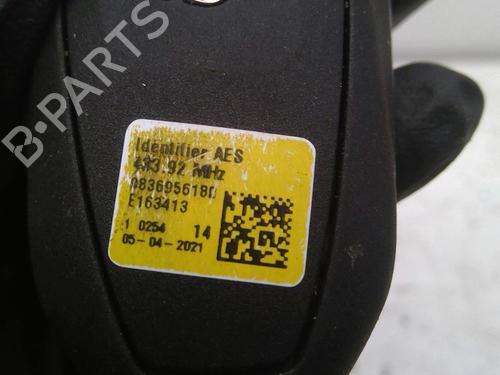 B-PARTS
Identifier AES
433.92 MHz
0836956180
E163413
1 0254 14
05-04-2021